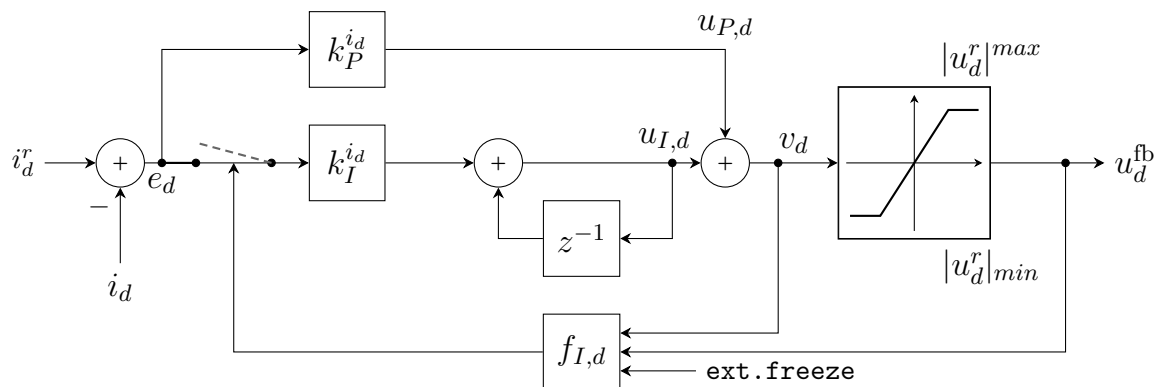 u_{P,d}
k_P^{i_d}
|u_d^r|^{max}
i_d^r
+
e_d
k_I^{i_d}
+
u_{I,d}
+
v_d
u_d^{fb}
−
z^{-1}
i_d
|u_d^r|_{min}
f_{I,d}
ext.freeze